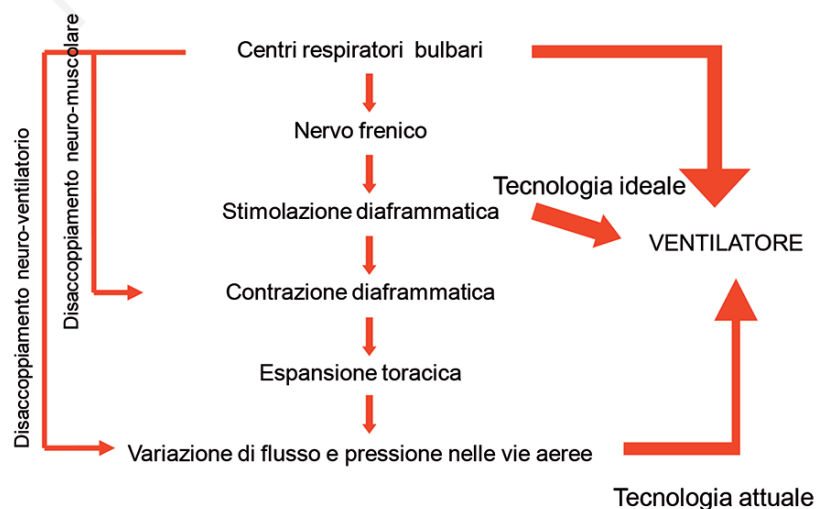 Centri respiratori bulbari
Nervo frenico
Tecnologia ideale
Stimolazione diaframmatica
VENTILATORE
Contrazione diaframmatica
Espansione toracica
Variazione di flusso e pressione nelle vie aeree
Tecnologia attuale
Disaccoppiamento neuro-ventilatorio
Disaccoppiamento neuro-muscolare